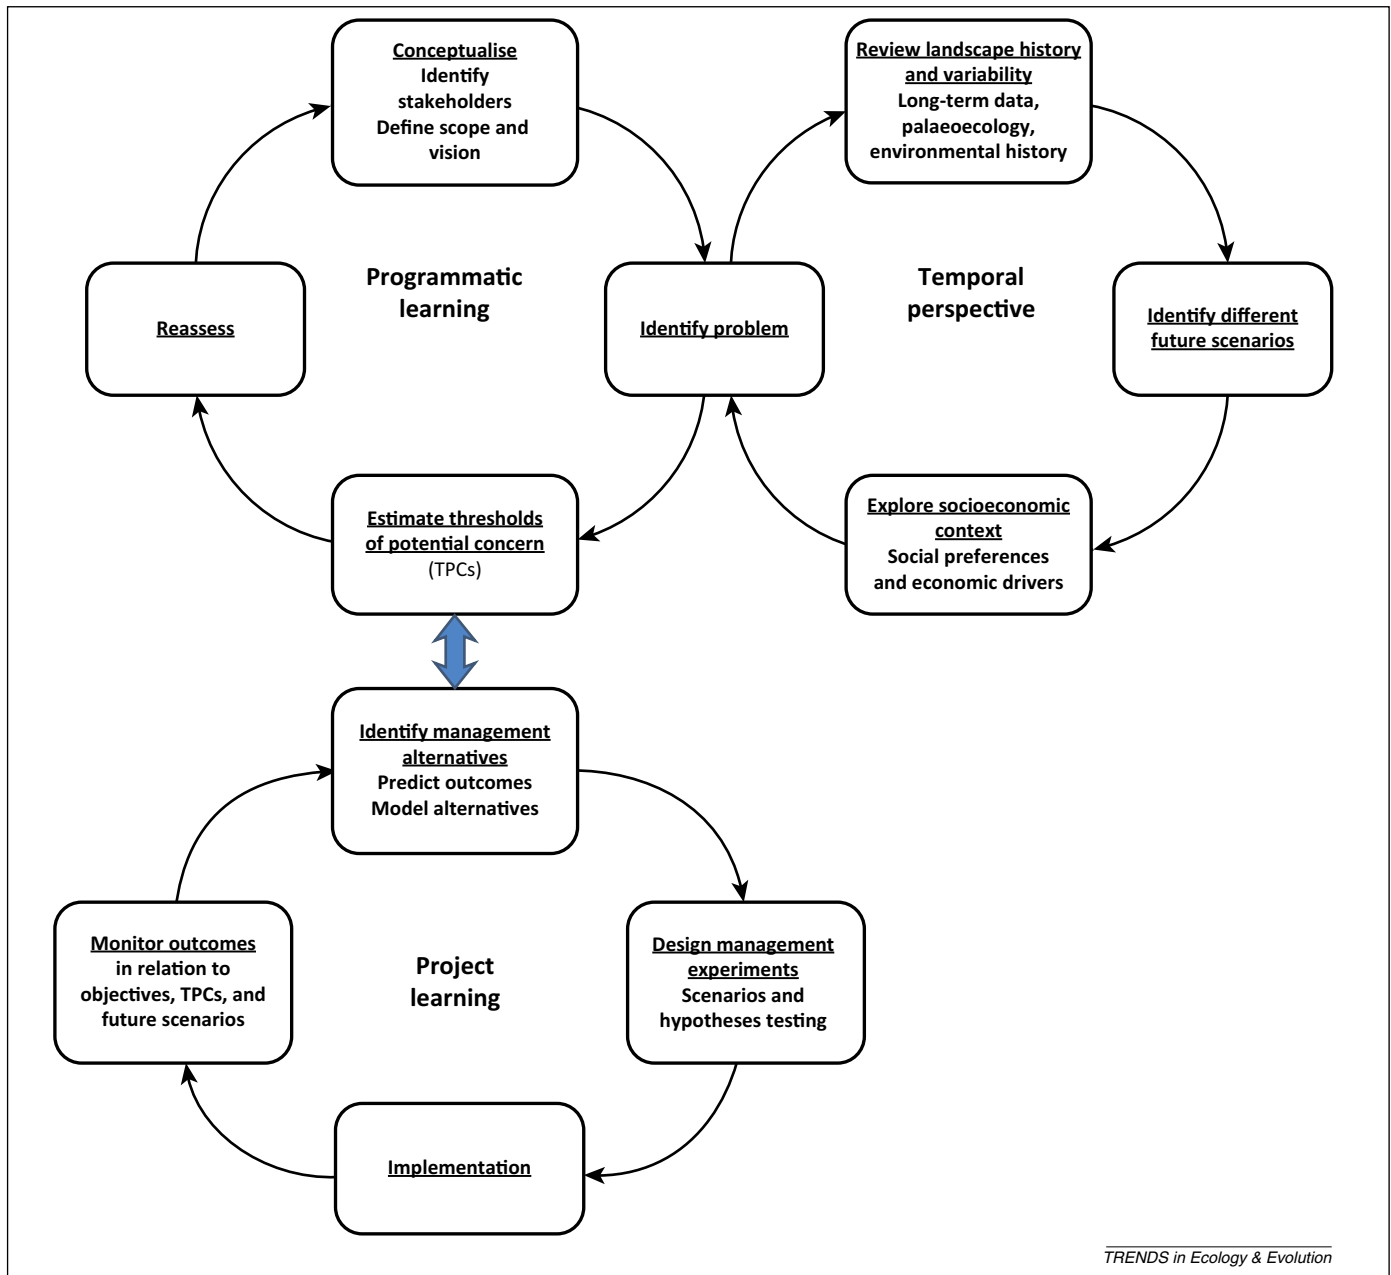 Conceptualise
Identify
stakeholders
Define scope and
vision
Review landscape history
and variability
Long-term data,
palaeoecology,
environmental history
Programmatic
learning
Temporal
perspective
Reassess
Identify problem
Identify different
future scenarios
Estimate thresholds
of potential concern
(TPCs)
Explore socioeconomic
context
Social preferences
and economic drivers
Identify management
alternatives
Predict outcomes
Model alternatives
Monitor outcomes
in relation to
objectives, TPCs, and
future scenarios
Project
learning
Design management
experiments
Scenarios and
hypotheses testing
Implementation
TRENDS in Ecology & Evolution